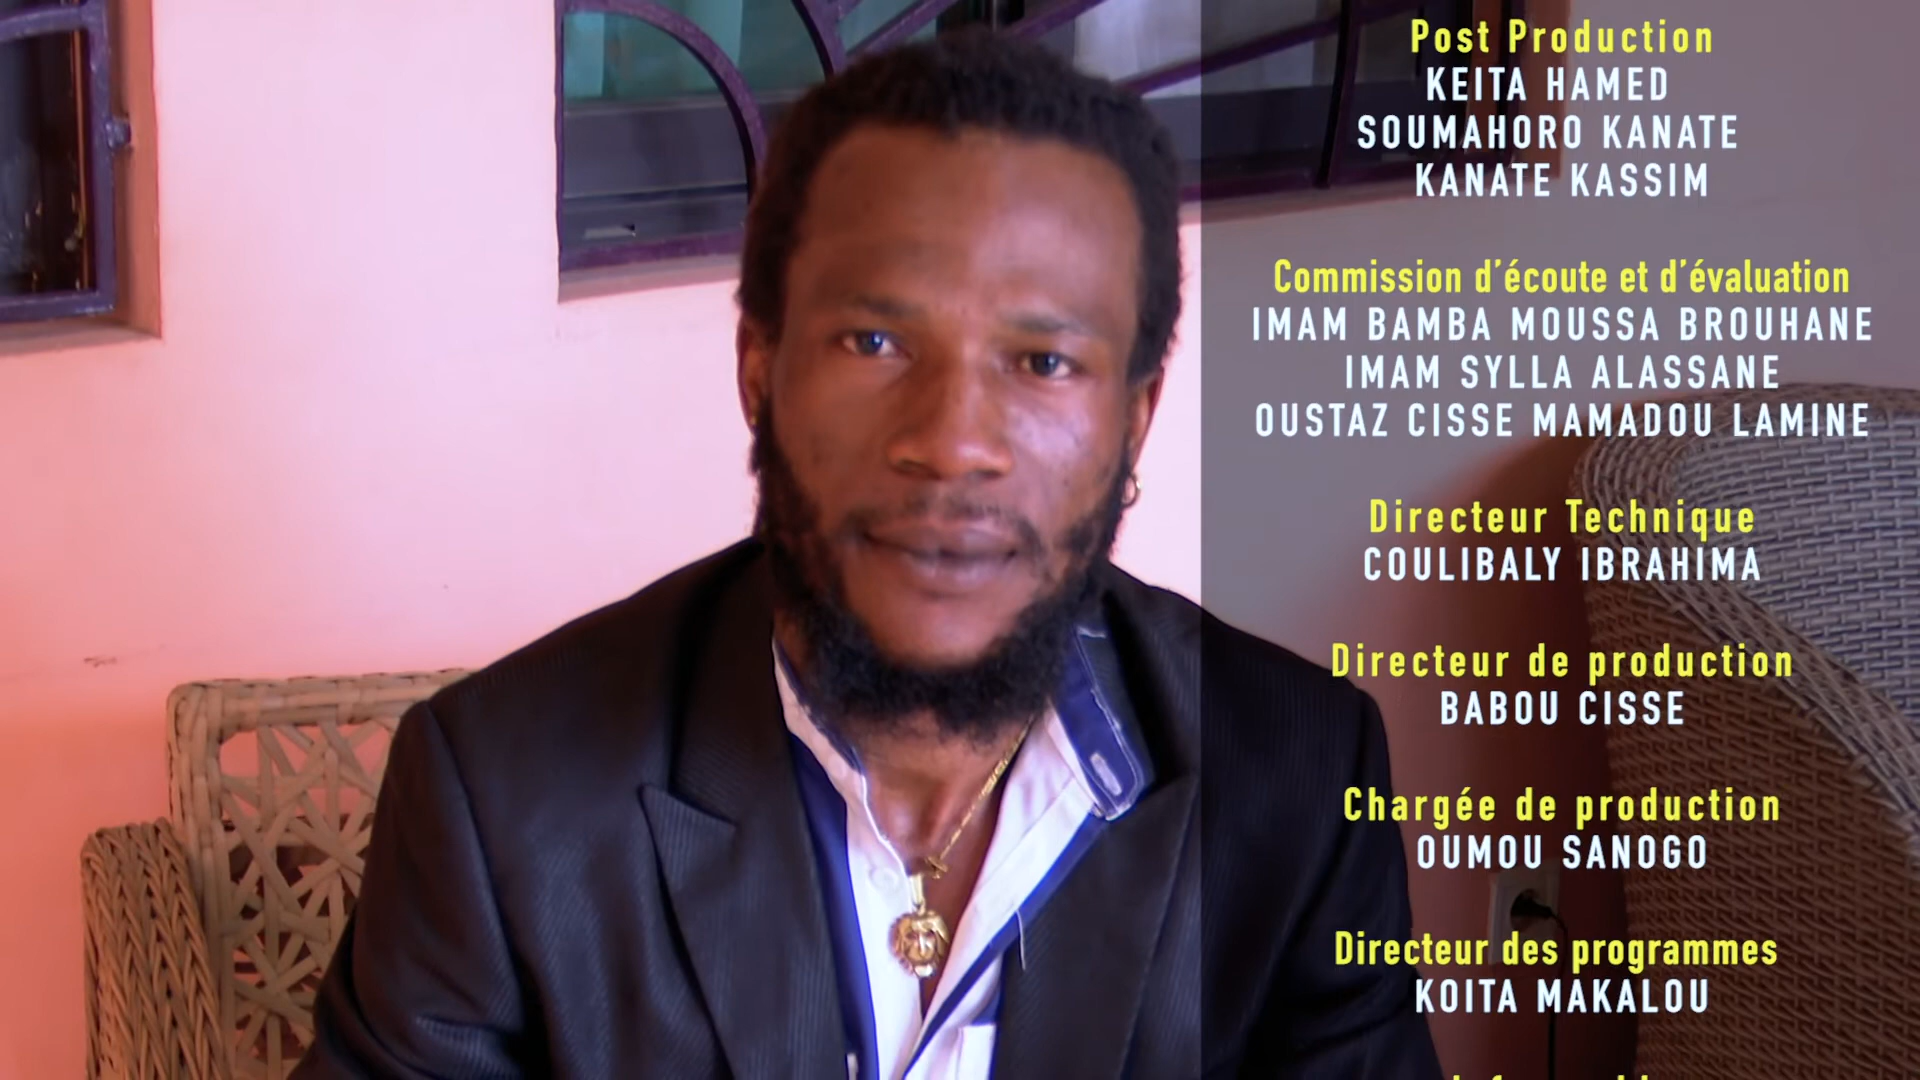 Post Production
KEITA HAMED
SOUMAHORO KANATE
KANATE KASSIM
Commission d'écoute et d'évaluation
IMAM BAMBA MOUSSA BROUHANE
IMAM SYLLA ALASSANE
OUSTAZ CISSE MAMADOU LAMINE
Directeur Technique
COULIBALY IBRAHIMA
Directeur de production
BABOU CISSE
Chargée de production
OUMOU SANOGO
Directeur des programmes
KOITA MAKALOU